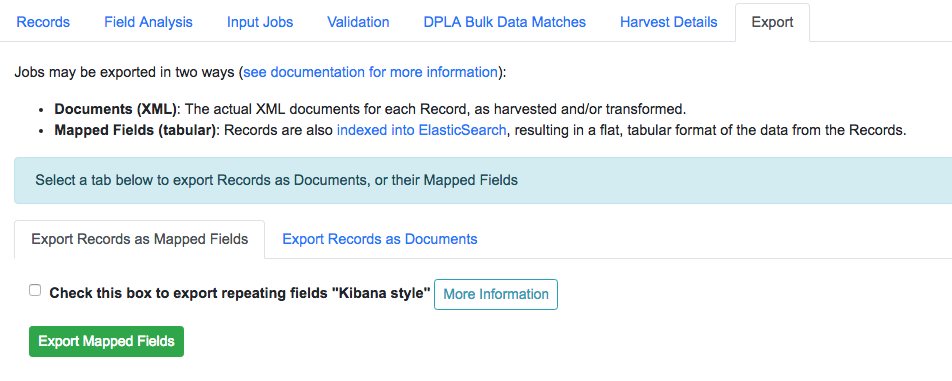 Records Field Analysis Input Jobs Validation DPLA Bulk Data Matches Harvest Details Export
Jobs may be exported in two ways (see documentation for more information):
• Documents (XML): The actual XML documents for each Record, as harvested and/or transformed.
• Mapped Fields (tabular): Records are also indexed into ElasticSearch, resulting in a flat, tabular format of the data from the Records.
Select a tab below to export Records as Documents, or their Mapped Fields
Export Records as Mapped Fields Export Records as Documents
Check this box to export repeating fields "Kibana style" More Information
Export Mapped Fields